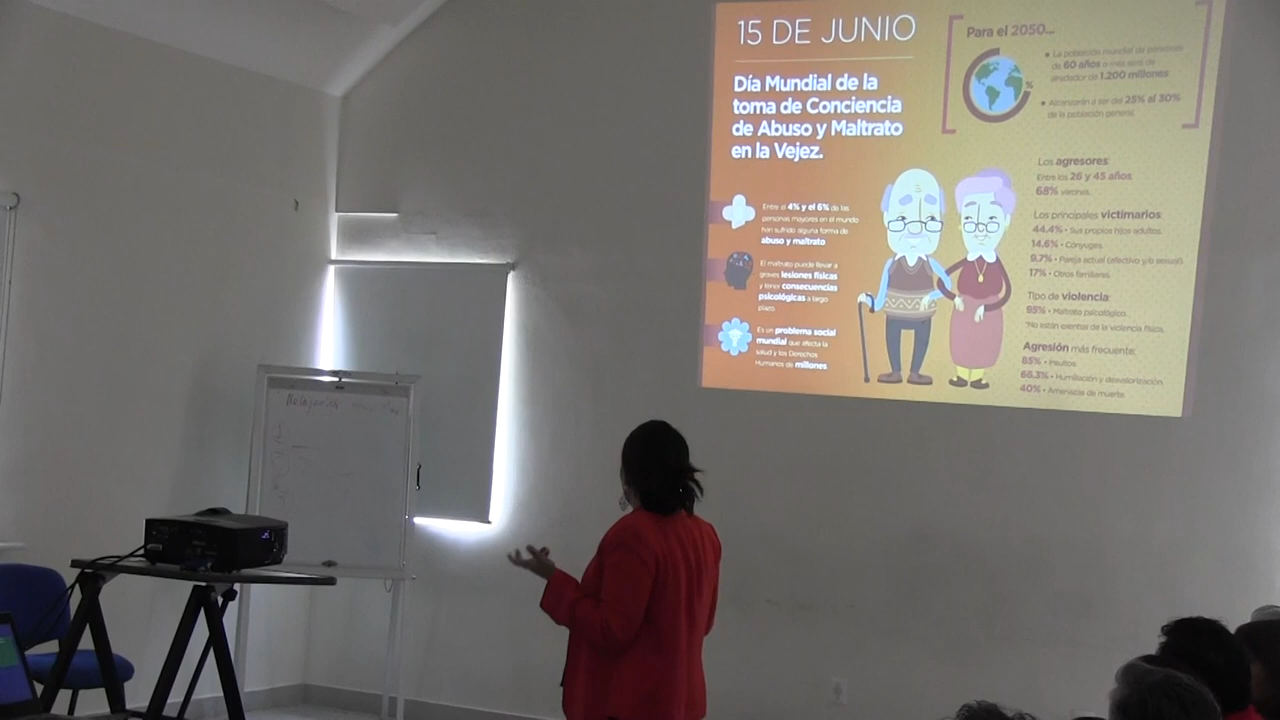 15 DE JUNIO
Día Mundial de la
toma de Conciencia
de Abuso y Maltrato
en la Vejez.
Entre el 4% y el 6% de las
personas mayores en el mundo
han sufrido alguna forma de
abuso y maltrato
El maltrato puede llevar a
graves lesiones físicas
y tener consecuencias
psicológicas a largo
plazo.
Es un problema social
mundial que afecta la
salud y los Derechos
Humanos de millones.
Para el 2050...
• La población mundial de personas
de 60 años o más será de
alrededor de 1.200 millones
%
• Alcanzarán a ser del 25% al 30%
de la población general.
Los agresores:
Entre los 26 y 45 años.
68% varones.
Los principales victimarios:
44.4% • Sus propios hijos adultos.
14.6% • Cónyuges.
9.7% • Pareja actual (afectivo y/o sexual).
17% • Otros familiares.
Tipo de violencia:
95% • Maltrato psicológico.
*No están exentos de la violencia física.
Agresión más frecuente:
85% • Insultos.
66.3% • Humillación y desvalorización.
40% • Amenazas de muerte.